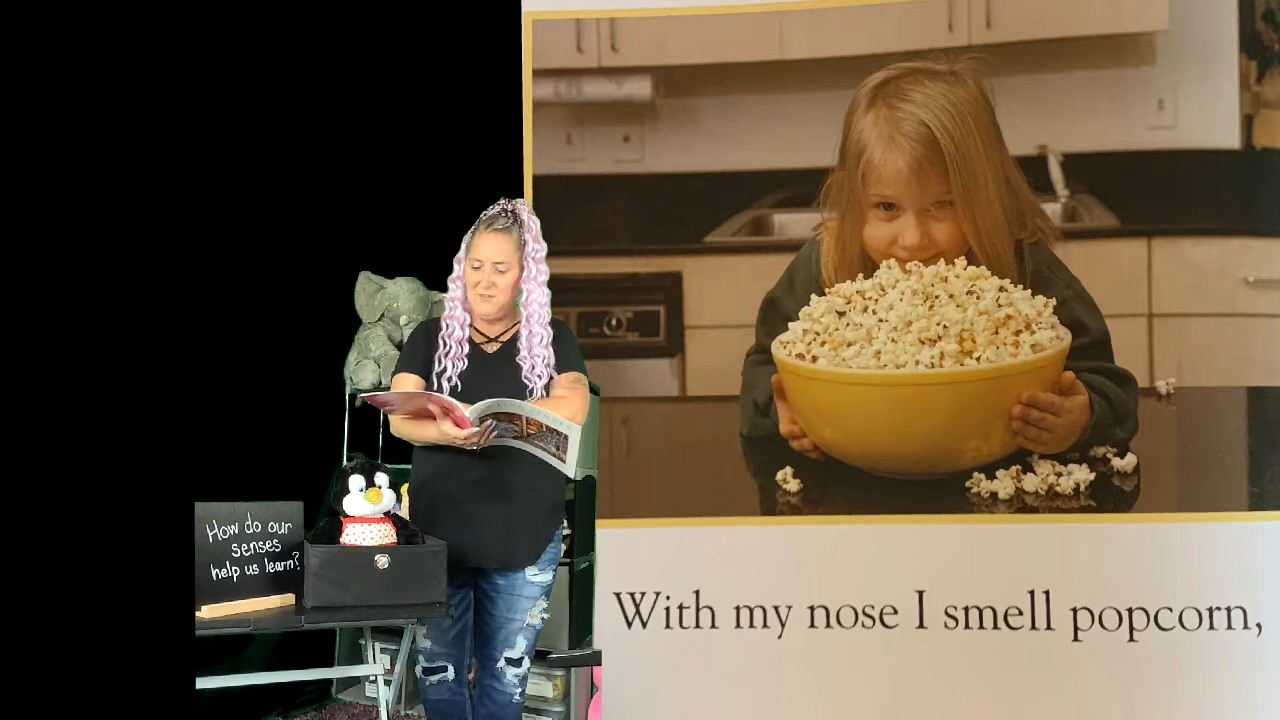 How do our
senses
help us learn?
With my nose I smell popcorn,